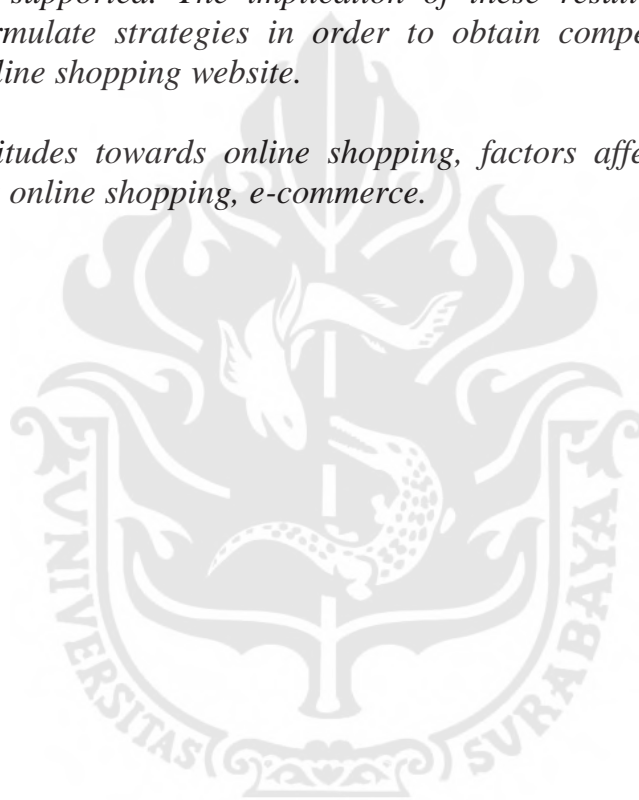 supported. The implication of these result
rmulate strategies in order to obtain compe
line shopping website.
itudes towards online shopping, factors affe
online shopping, e-commerce.
UNIVERSITAS SURABAYA